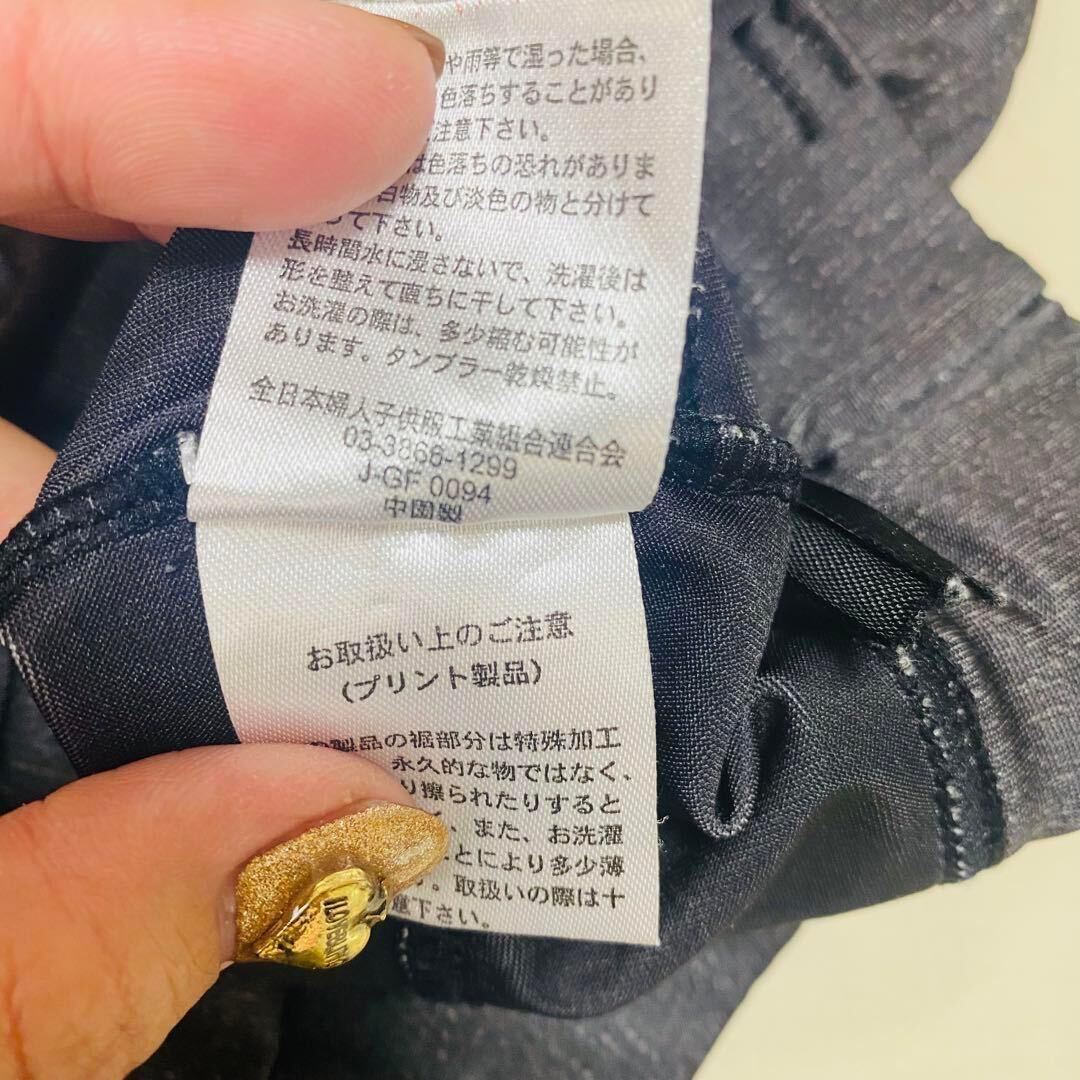 や雨等で湿った場合、
色落ちすることがあり
注意下さい。
は色落ちの恐れがありま
白物及び淡色の物と分けて
して下さい。
長時間水に浸さないで、洗濯後は
形を整えて直ちに干して下さい。
お洗濯の際は、多少縮む可能性が
あります。タンブラー乾燥禁止。
全日本婦人子供服工業組合連合会
03-3866-1299
J-GF 0094
中国製
お取扱い上のご注意
(プリント製品)
製品の裾部分は特殊加工
永久的な物ではなく、
り擦られたりすると
、また、お洗濯
ことにより多少薄
。取扱いの際は十
意下さい。